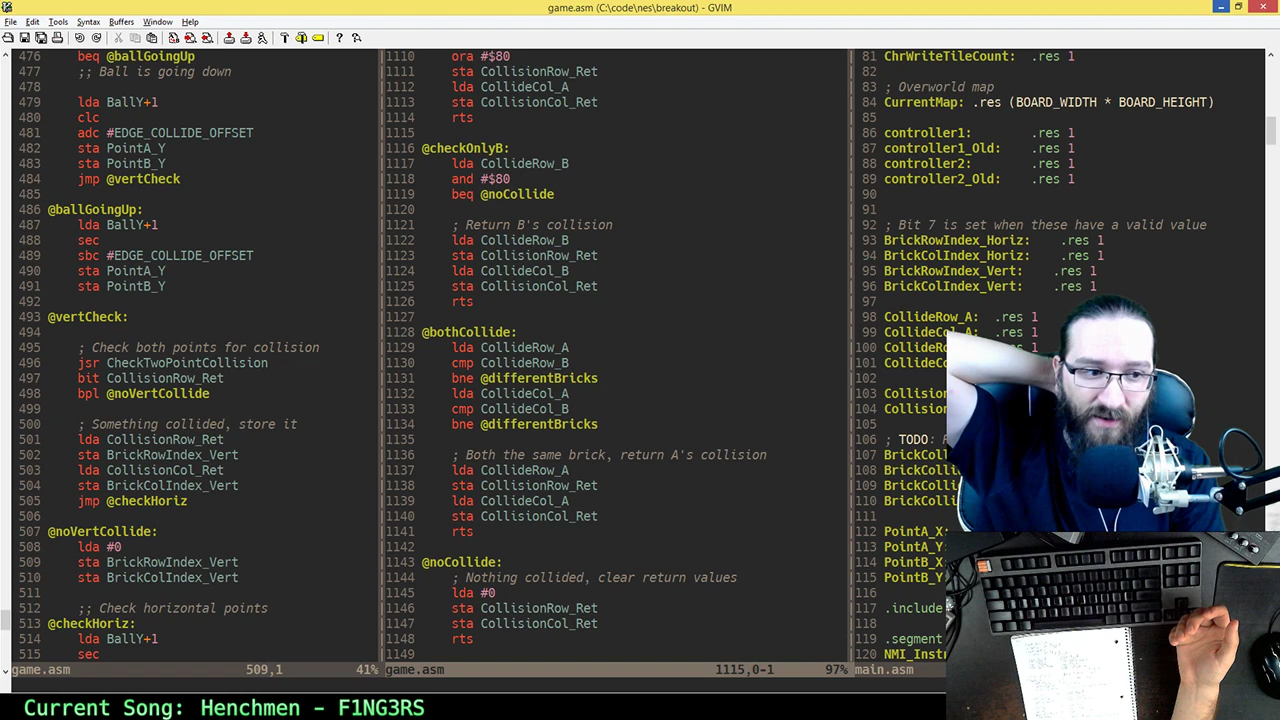 game.asm (C:\code\nes\breakout) - GVIM
File Edit Tools Syntax Buffers Window Help
476 beq @ballGoingUp
477 ;; Ball is going down
478
479 lda BallY+1
480 clc
481 adc #EDGE_COLLIDE_OFFSET
482 sta PointA_Y
483 sta PointB_Y
484 jmp @vertCheck
485
486 @ballGoingUp:
487 lda BallY+1
488 sec
489 sbc #EDGE_COLLIDE_OFFSET
490 sta PointA_Y
491 sta PointB_Y
492
493 @vertCheck:
494
495 ; Check both points for collision
496 jsr CheckTwoPointCollision
497 bit CollisionRow_Ret
498 bpl @noVertCollide
499
500 ; Something collided, store it
501 lda CollisionRow_Ret
502 sta BrickRowIndex_Vert
503 lda CollisionCol_Ret
504 sta BrickColIndex_Vert
505 jmp @checkHoriz
506
507 @noVertCollide:
508 lda #0
509 sta BrickRowIndex_Vert
510 sta BrickColIndex_Vert
511
512 ;; Check horizontal points
513 @checkHoriz:
514 lda BallY+1
515 sec
game.asm 509,1 41%
1110 ora #$80
1111 sta CollisionRow_Ret
1112 lda CollideCol_A
1113 sta CollisionCol_Ret
1114 rts
1115
1116 @checkOnlyB:
1117 lda CollideRow_B
1118 and #$80
1119 beq @noCollide
1120
1121 ; Return B's collision
1122 lda CollideRow_B
1123 sta CollisionRow_Ret
1124 lda CollideCol_B
1125 sta CollisionCol_Ret
1126 rts
1127
1128 @bothCollide:
1129 lda CollideRow_A
1130 cmp CollideRow_B
1131 bne @differentBricks
1132 lda CollideCol_A
1133 cmp CollideCol_B
1134 bne @differentBricks
1135
1136 ; Both the same brick, return A's collision
1137 lda CollideRow_A
1138 sta CollisionRow_Ret
1139 lda CollideCol_A
1140 sta CollisionCol_Ret
1141 rts
1142
1143 @noCollide:
1144 ; Nothing collided, clear return values
1145 lda #0
1146 sta CollisionRow_Ret
1147 sta CollisionCol_Ret
1148 rts
1149
game.asm 1115,0-1 97%
81 ChrWriteTileCount: .res 1
82
83 ; Overworld map
84 CurrentMap: .res (BOARD_WIDTH * BOARD_HEIGHT)
85
86 controller1: .res 1
87 controller1_Old: .res 1
88 controller2: .res 1
89 controller2_Old: .res 1
90
91
92 ; Bit 7 is set when these have a valid value
93 BrickRowIndex_Horiz: .res 1
94 BrickColIndex_Horiz: .res 1
95 BrickRowIndex_Vert: .res 1
96 BrickColIndex_Vert: .res 1
97
98 CollideRow_A: .res 1
99 CollideCol_A: .res 1
100 CollideRo
101 CollideC
102
103 Collisio
104 Collision
105
106 ; TODO:
107 BrickCol
108 BrickColli
109 BrickColli
110 BrickColli
111
112 PointA_X:
113 PointA_Y:
114 PointB_X:
115 PointB_Y:
116
117 .include
118
119 .segment
120 NMI_Instr
main.asm
Current Song: Henchmen - F1NG3RS